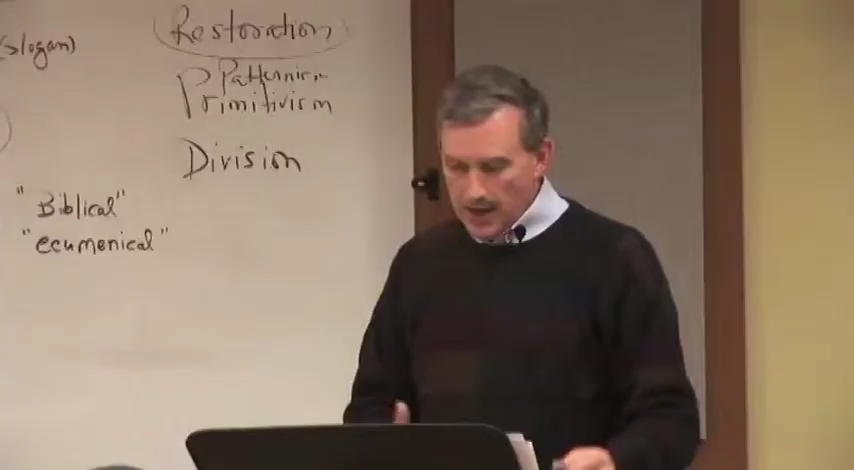 (slogan)
Restoration
Patternism
Primitivism
Division
"Biblical"
"ecumenical"